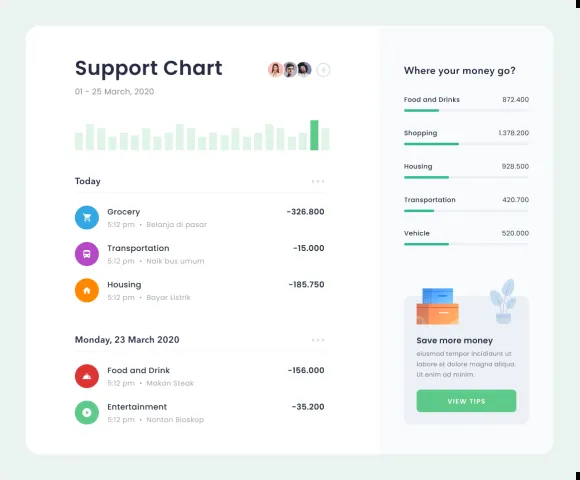 Support Chart
01 - 25 March, 2020
Today
Grocery
-326.800
5:12 pm • Belanja di pasar
Transportation
-15.000
5:12 pm • Naik bus umum
Housing
-185.750
5:12 pm • Bayar Listrik
Monday, 23 March 2020
Food and Drink
-156.000
5:12 pm • Makan Steak
Entertainment
-35.200
5:12 pm • Nonton Bioskop
Where your money go?
Food and Drinks
872.400
Shopping
1.378.200
Housing
928.500
Transportation
420.700
Vehicle
520.000
Save more money
eiusmod tempor incididunt ut
labore et dolore magna aliqua.
Ut enim ad minim.
VIEW TIPS